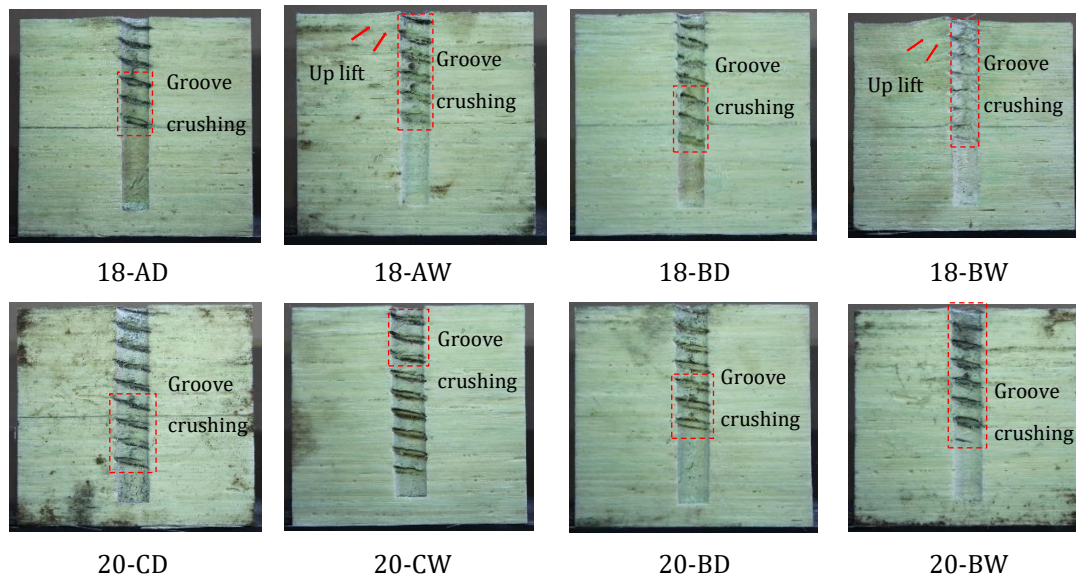 Groove
crushing
18-AD
Up lift
Groove
crushing
18-AW
Groove
crushing
18-BD
Up lift
Groove
crushing
18-BW
Groove
crushing
20-CD
Groove
crushing
20-CW
Groove
crushing
20-BD
Groove
crushing
20-BW